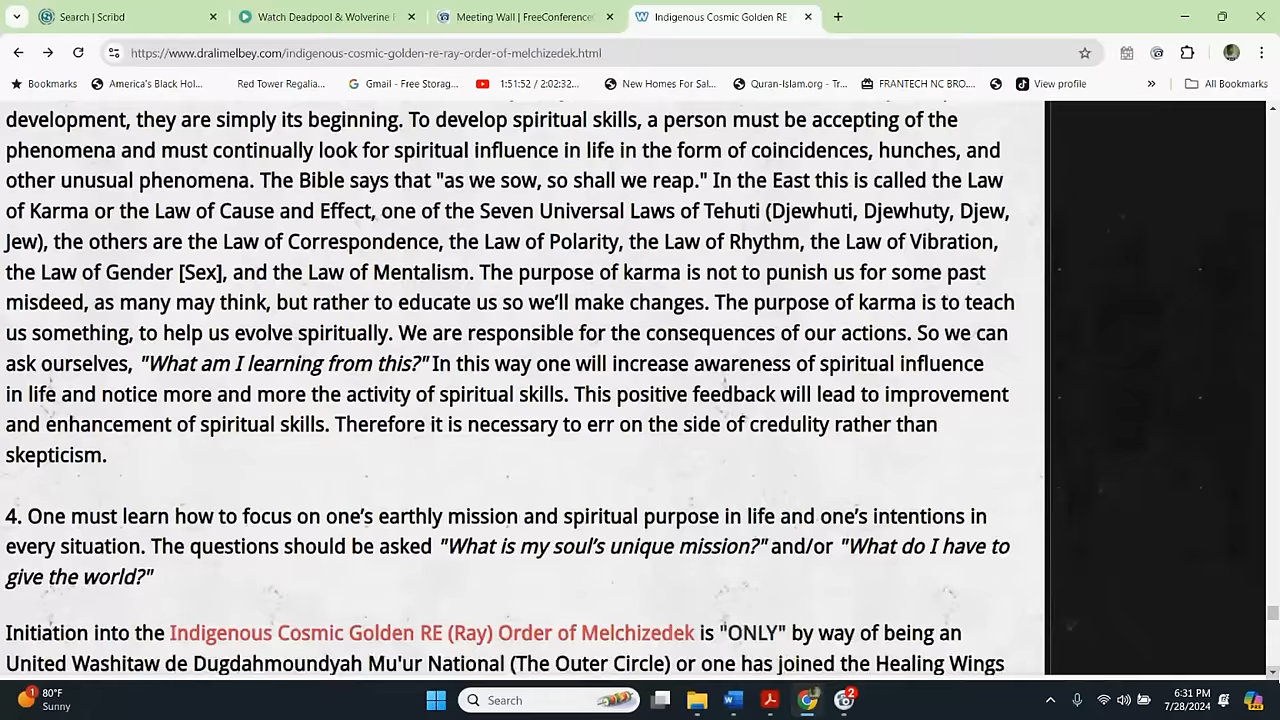 Search | Scribd
Watch Deadpool & Wolverine F
Meeting Wall | FreeConference
Indigenous Cosmic Golden RE
https://www.dralimelbey.com/indigenous-cosmic-golden-re-ray-order-of-melchizedek.html
Bookmarks
America's Black Hol...
Red Tower Regalia...
Gmail - Free Storag...
1:51:52 / 2:02:32...
New Homes For Sal...
Quran-Islam.org - Tr...
FRANTECH NC BRO....
View profile
»
All Bookmarks
development, they are simply its beginning. To develop spiritual skills, a person must be accepting of the
phenomena and must continually look for spiritual influence in life in the form of coincidences, hunches, and
other unusual phenomena. The Bible says that "as we sow, so shall we reap." In the East this is called the Law
of Karma or the Law of Cause and Effect, one of the Seven Universal Laws of Tehuti (Djewhuti, Djewhuty, Djew,
Jew), the others are the Law of Correspondence, the Law of Polarity, the Law of Rhythm, the Law of Vibration,
the Law of Gender [Sex], and the Law of Mentalism. The purpose of karma is not to punish us for some past
misdeed, as many may think, but rather to educate us so we'll make changes. The purpose of karma is to teach
us something, to help us evolve spiritually. We are responsible for the consequences of our actions. So we can
ask ourselves, "What am I learning from this?" In this way one will increase awareness of spiritual influence
in life and notice more and more the activity of spiritual skills. This positive feedback will lead to improvement
and enhancement of spiritual skills. Therefore it is necessary to err on the side of credulity rather than
skepticism.
4. One must learn how to focus on one's earthly mission and spiritual purpose in life and one's intentions in
every situation. The questions should be asked "What is my soul's unique mission?" and/or "What do I have to
give the world?"
Initiation into the Indigenous Cosmic Golden RE (Ray) Order of Melchizedek is "ONLY" by way of being an
United Washitaw de Dugdahmoundyah Mu'ur National (The Outer Circle) or one has joined the Healing Wings
1
80°F
Sunny
Search
2
6:31 PM
7/28/2024